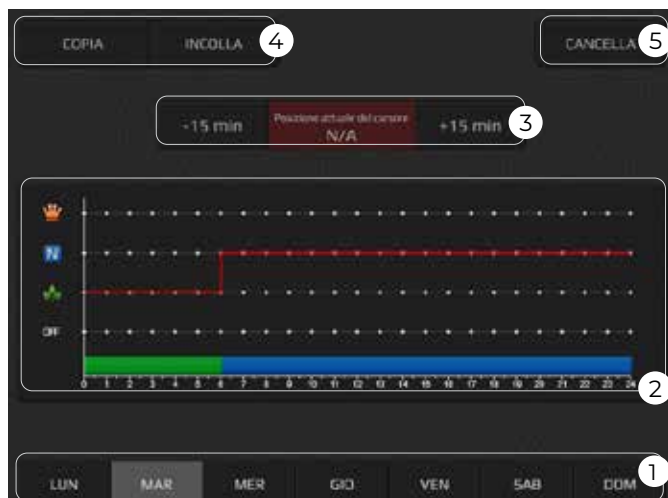 COPIA INCOLLA 4 CANCELLA 5
-15 min Posizione attuale del cursore +15 min 3
N/A
N
OFF
0 1 2 3 4 5 6 7 8 9 10 11 12 13 14 15 16 17 18 19 20 21 22 23 24
2
LUN MAR MER GIO VEN SAB DOM 1